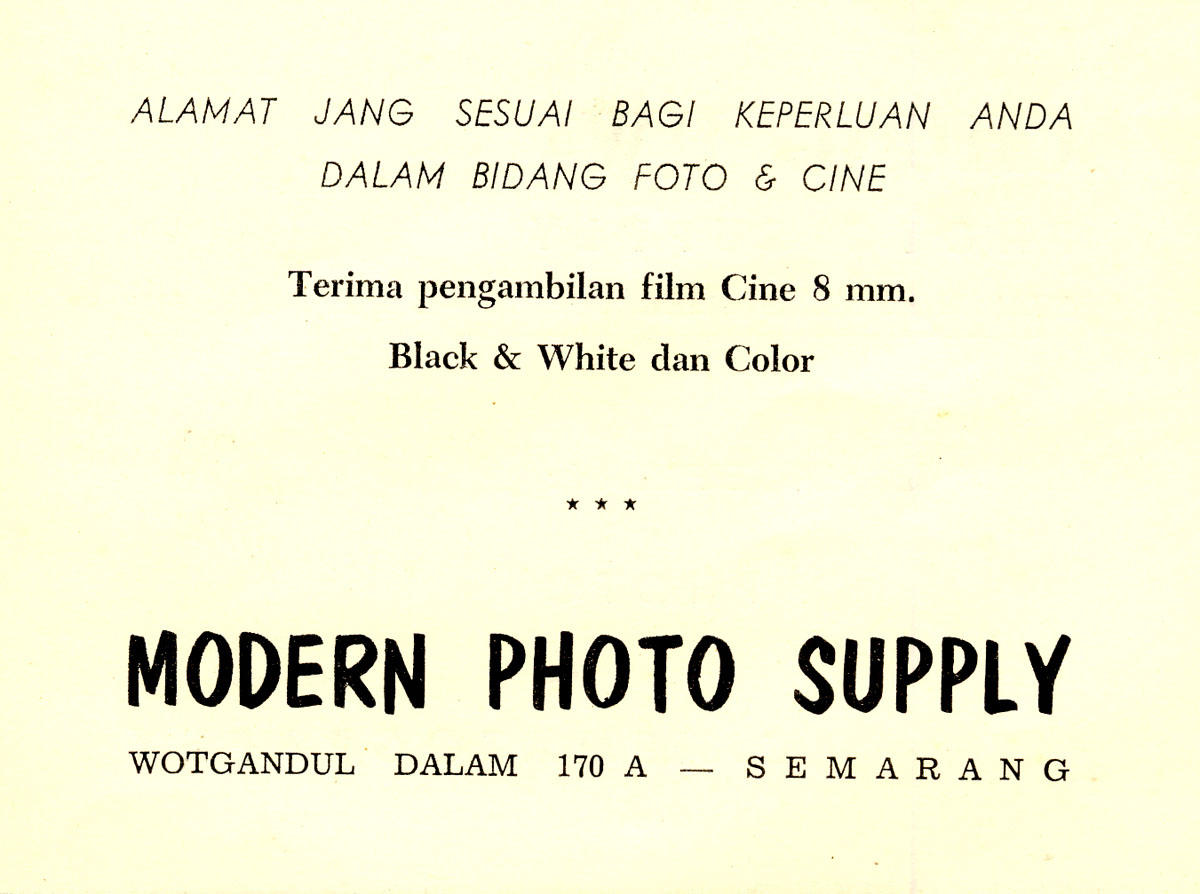 ALAMAT JANG SESUAI BAGI KEPERLUAN ANDA
DALAM BIDANG FOTO & CINE
Terima pengambilan film Cine 8 mm.
Black & White dan Color
★ ★ ★
MODERN PHOTO SUPPLY
WOTGANDUL DALAM 170 A — SEMARANG